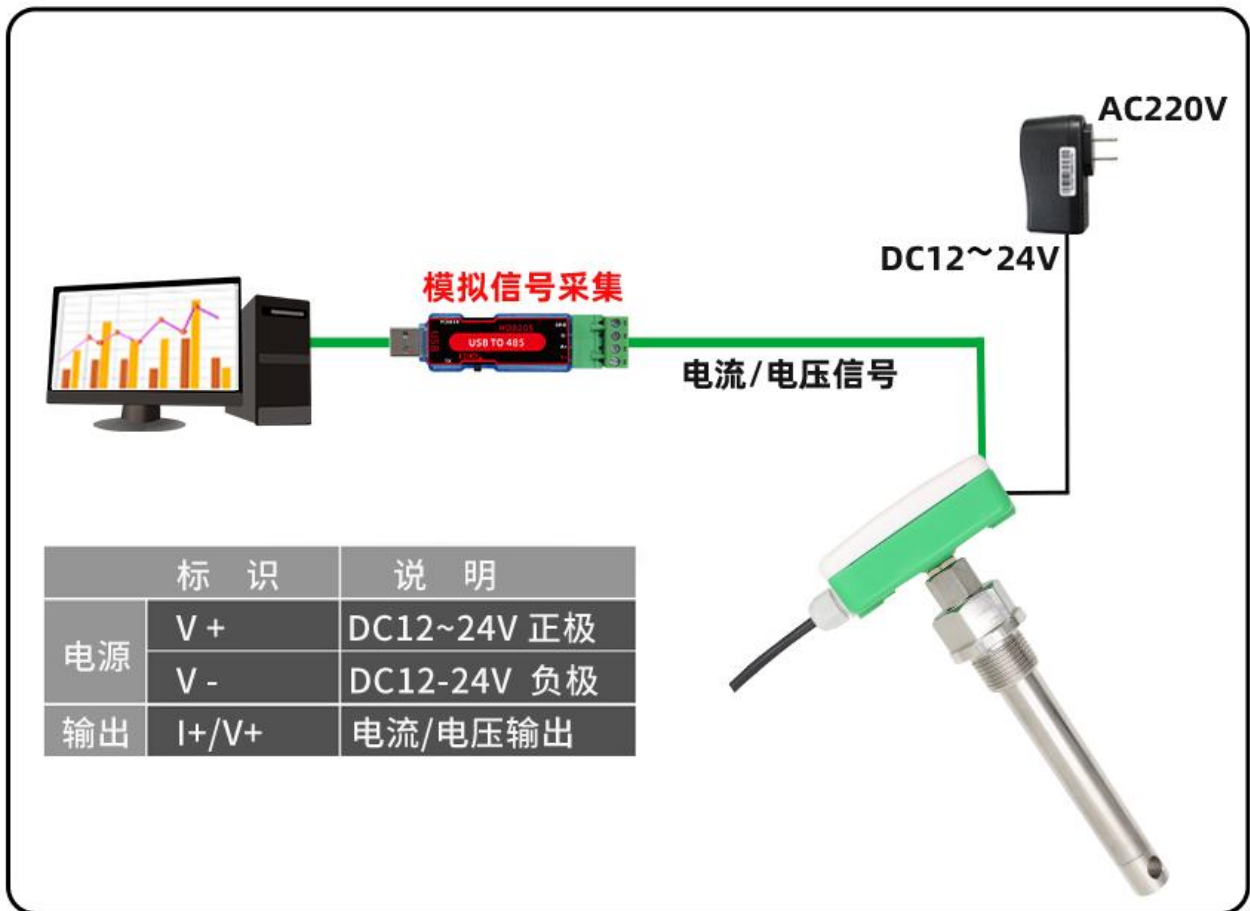 AC220V
DC12～24V
模拟信号采集
USB TO 485
USB
电流/电压信号
标 识 说 明
电源
V + DC12~24V 正极
V - DC12-24V 负极
输出 I+/V+ 电流/电压输出